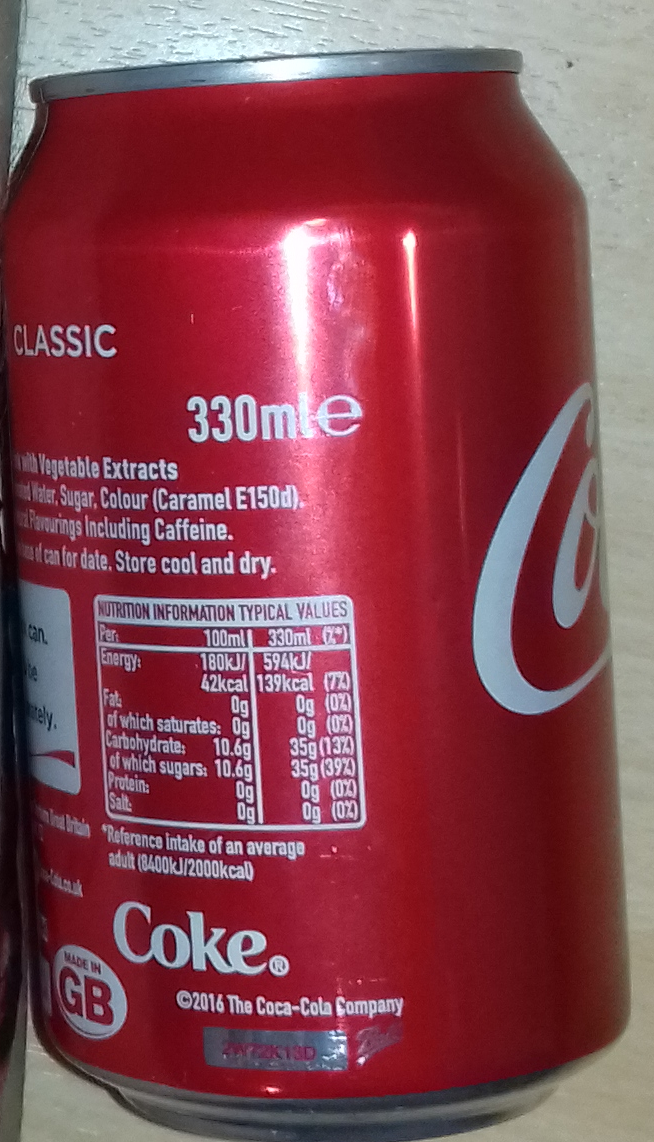 CLASSIC
330ml e
with Vegetable Extracts
Water, Sugar, Colour (Caramel E150d).
Flavourings Including Caffeine.
of can for date. Store cool and dry.
can.
NUTRITION INFORMATION TYPICAL VALUES
Per: 100ml 330ml (%*)
Energy: 180kJ/ 594kJ/
42kcal 139kcal (7%)
Fat: 0g 0g (0%)
of which saturates: 0g 0g (0%)
Carbohydrate: 10.6g 35g (13%)
of which sugars: 10.6g 35g (39%)
Protein: 0g 0g (0%)
Salt: 0g 0g (0%)
*Reference intake of an average
adult (8400kJ/2000kcal)
Great Britain
Coke®
MADE IN
GB
©2016 The Coca-Cola Company